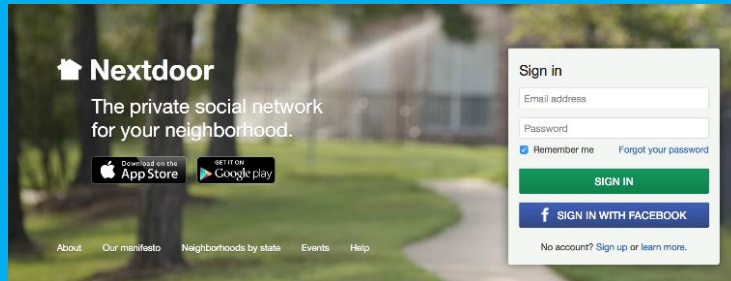 Nextdoor
The private social network
for your neighborhood.
Download on the
App Store
GET IT ON
Google play
About Our manifesto Neighborhoods by state Events Help
Sign in
Email address
Password
Remember me Forgot your password
SIGN IN
f SIGN IN WITH FACEBOOK
No account? Sign up or learn more.